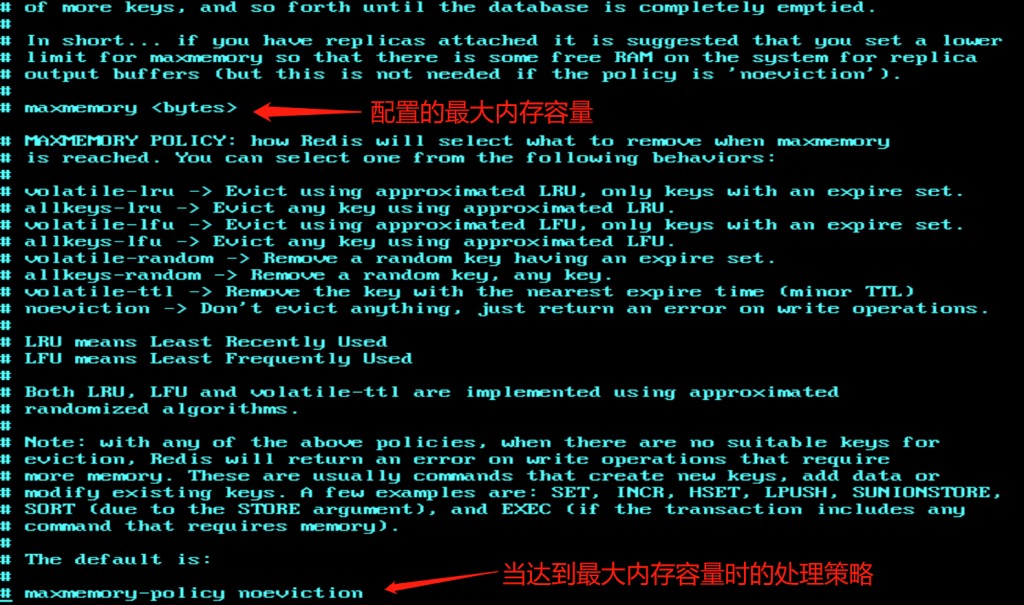 # of more keys, and so forth until the database is completely emptied.
#
# In short... if you have replicas attached it is suggested that you set a lower
# limit for maxmemory so that there is some free RAM on the system for replica
# output buffers (but this is not needed if the policy is 'noeviction').
#
# maxmemory <bytes>
配置的最大内存容量
# MAXMEMORY POLICY: how Redis will select what to remove when maxmemory
# is reached. You can select one from the following behaviors:
#
# volatile-lru -> Evict using approximated LRU, only keys with an expire set.
# allkeys-lru -> Evict any key using approximated LRU.
# volatile-lfu -> Evict using approximated LFU, only keys with an expire set.
# allkeys-lfu -> Evict any key using approximated LFU.
# volatile-random -> Remove a random key having an expire set.
# allkeys-random -> Remove a random key, any key.
# volatile-ttl -> Remove the key with the nearest expire time (minor TTL)
# noeviction -> Don't evict anything, just return an error on write operations.
#
# LRU means Least Recently Used
# LFU means Least Frequently Used
#
# Both LRU, LFU and volatile-ttl are implemented using approximated
# randomized algorithms.
#
# Note: with any of the above policies, when there are no suitable keys for
# eviction, Redis will return an error on write operations that require
# more memory. These are usually commands that create new keys, add data or
# modify existing keys. A few examples are: SET, INCR, HSET, LPUSH, SUNIONSTORE,
# SORT (due to the STORE argument), and EXEC (if the transaction includes any
# command that requires memory).
#
# The default is:
#
当达到最大内存容量时的处理策略
# maxmemory-policy noeviction